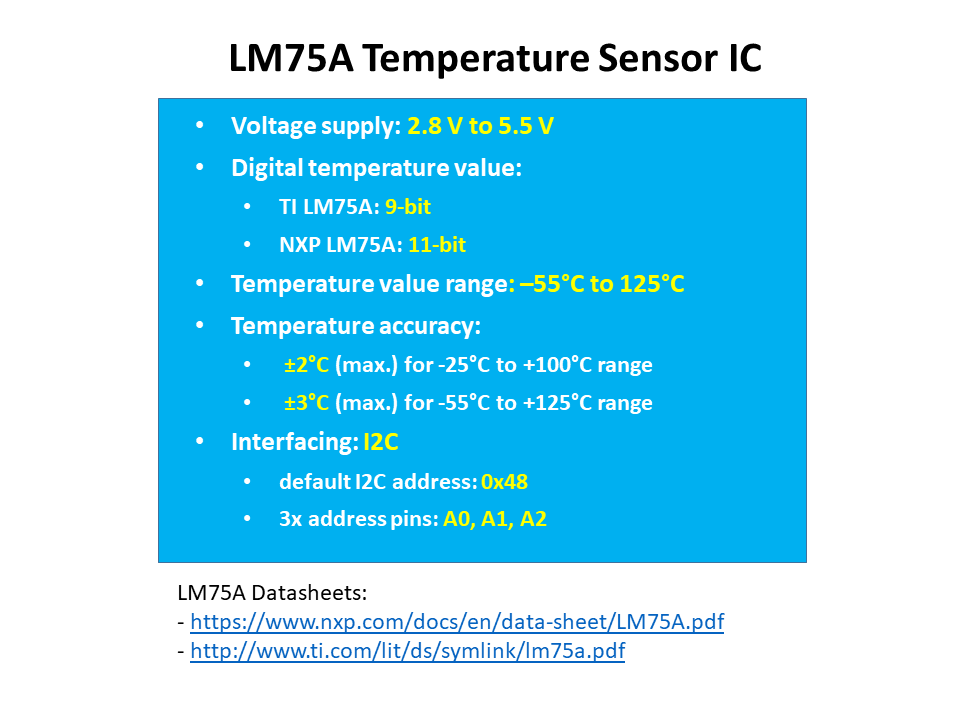 LM75A Temperature Sensor IC
• Voltage supply: 2.8 V to 5.5 V
• Digital temperature value:
• TI LM75A: 9-bit
• NXP LM75A: 11-bit
• Temperature value range: –55°C to 125°C
• Temperature accuracy:
• ±2°C (max.) for -25°C to +100°C range
• ±3°C (max.) for -55°C to +125°C range
• Interfacing: I2C
• default I2C address: 0x48
• 3x address pins: A0, A1, A2
LM75A Datasheets:
- https://www.nxp.com/docs/en/data-sheet/LM75A.pdf
- http://www.ti.com/lit/ds/symlink/lm75a.pdf